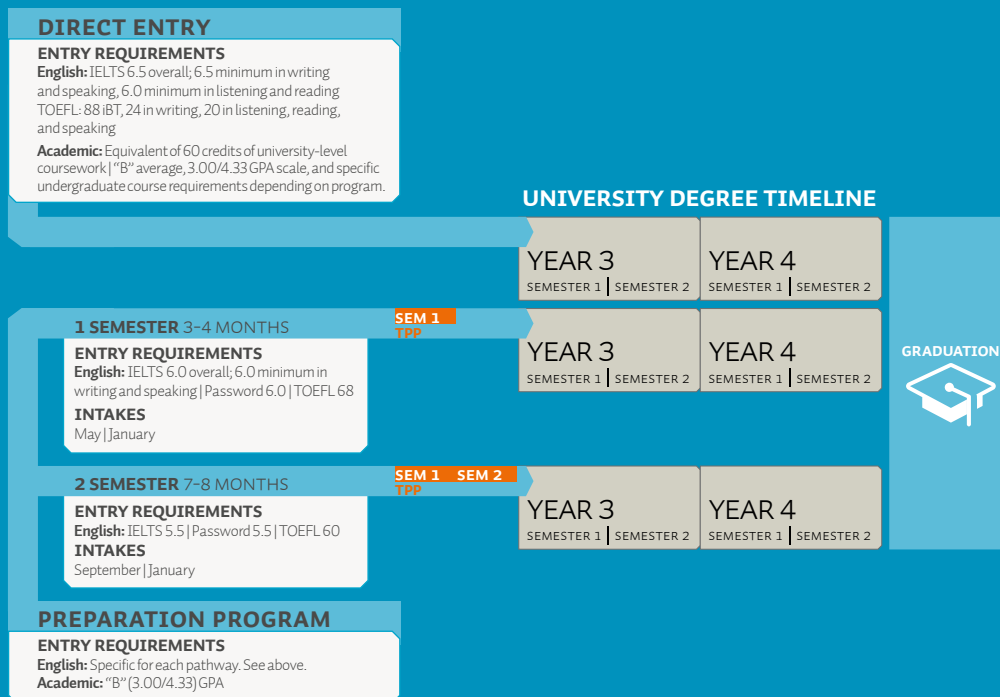 DIRECT ENTRY
ENTRY REQUIREMENTS
English: IELTS 6.5 overall; 6.5 minimum in writing
and speaking, 6.0 minimum in listening and reading
TOEFL: 88 iBT, 24 in writing, 20 in listening, reading,
and speaking
Academic: Equivalent of 60 credits of university-level
coursework | “B” average, 3.00/4.33 GPA scale, and specific
undergraduate course requirements depending on program.
UNIVERSITY DEGREE TIMELINE
YEAR 3
SEMESTER 1 | SEMESTER 2
YEAR 4
SEMESTER 1 | SEMESTER 2
1 SEMESTER 3–4 MONTHS
SEM 1
TPP
ENTRY REQUIREMENTS
English: IELTS 6.0 overall; 6.0 minimum in
writing and speaking | Password 6.0 | TOEFL 68
INTAKES
May | January
YEAR 3
SEMESTER 1 | SEMESTER 2
YEAR 4
SEMESTER 1 | SEMESTER 2
GRADUATION
2 SEMESTER 7–8 MONTHS
SEM 1 SEM 2
TPP
ENTRY REQUIREMENTS
English: IELTS 5.5 | Password 5.5 | TOEFL 60
INTAKES
September | January
YEAR 3
SEMESTER 1 | SEMESTER 2
YEAR 4
SEMESTER 1 | SEMESTER 2
PREPARATION PROGRAM
ENTRY REQUIREMENTS
English: Specific for each pathway. See above.
Academic: “B” (3.00/4.33) GPA